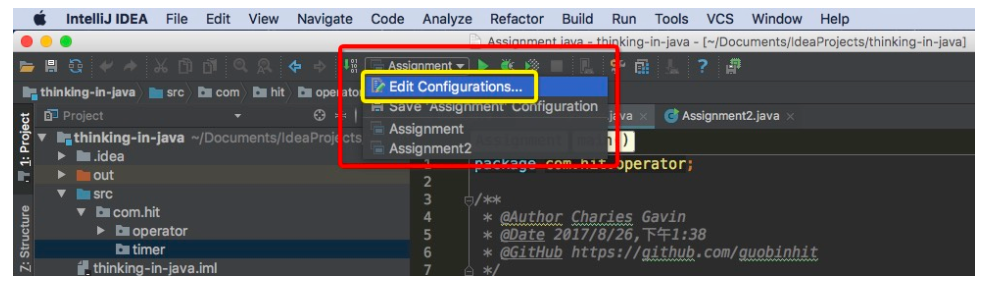 IntelliJ IDEA File Edit View Navigate Code Analyze Refactor Build Run Tools VCS Window Help
Assignment.java - thinking-in-java - [~/Documents/IdeaProjects/thinking-in-java]
Assignment
thinking-in-java src com hit operator
Edit Configurations...
Save 'Assignment' Configuration
Assignment
Assignment2
1: Project
Z: Structure
Project
.java × Assignment2.java ×
thinking-in-java ~/Documents/IdeaProjects
.idea
out
src
com.hit
operator
timer
thinking-in-java.iml
1 package com.hit.operator;
2
3 /**
4 * @Author Charies Gavin
5 * @Date 2017/8/26,下午1:38
6 * @GitHub https://github.com/guobinhit
7 */